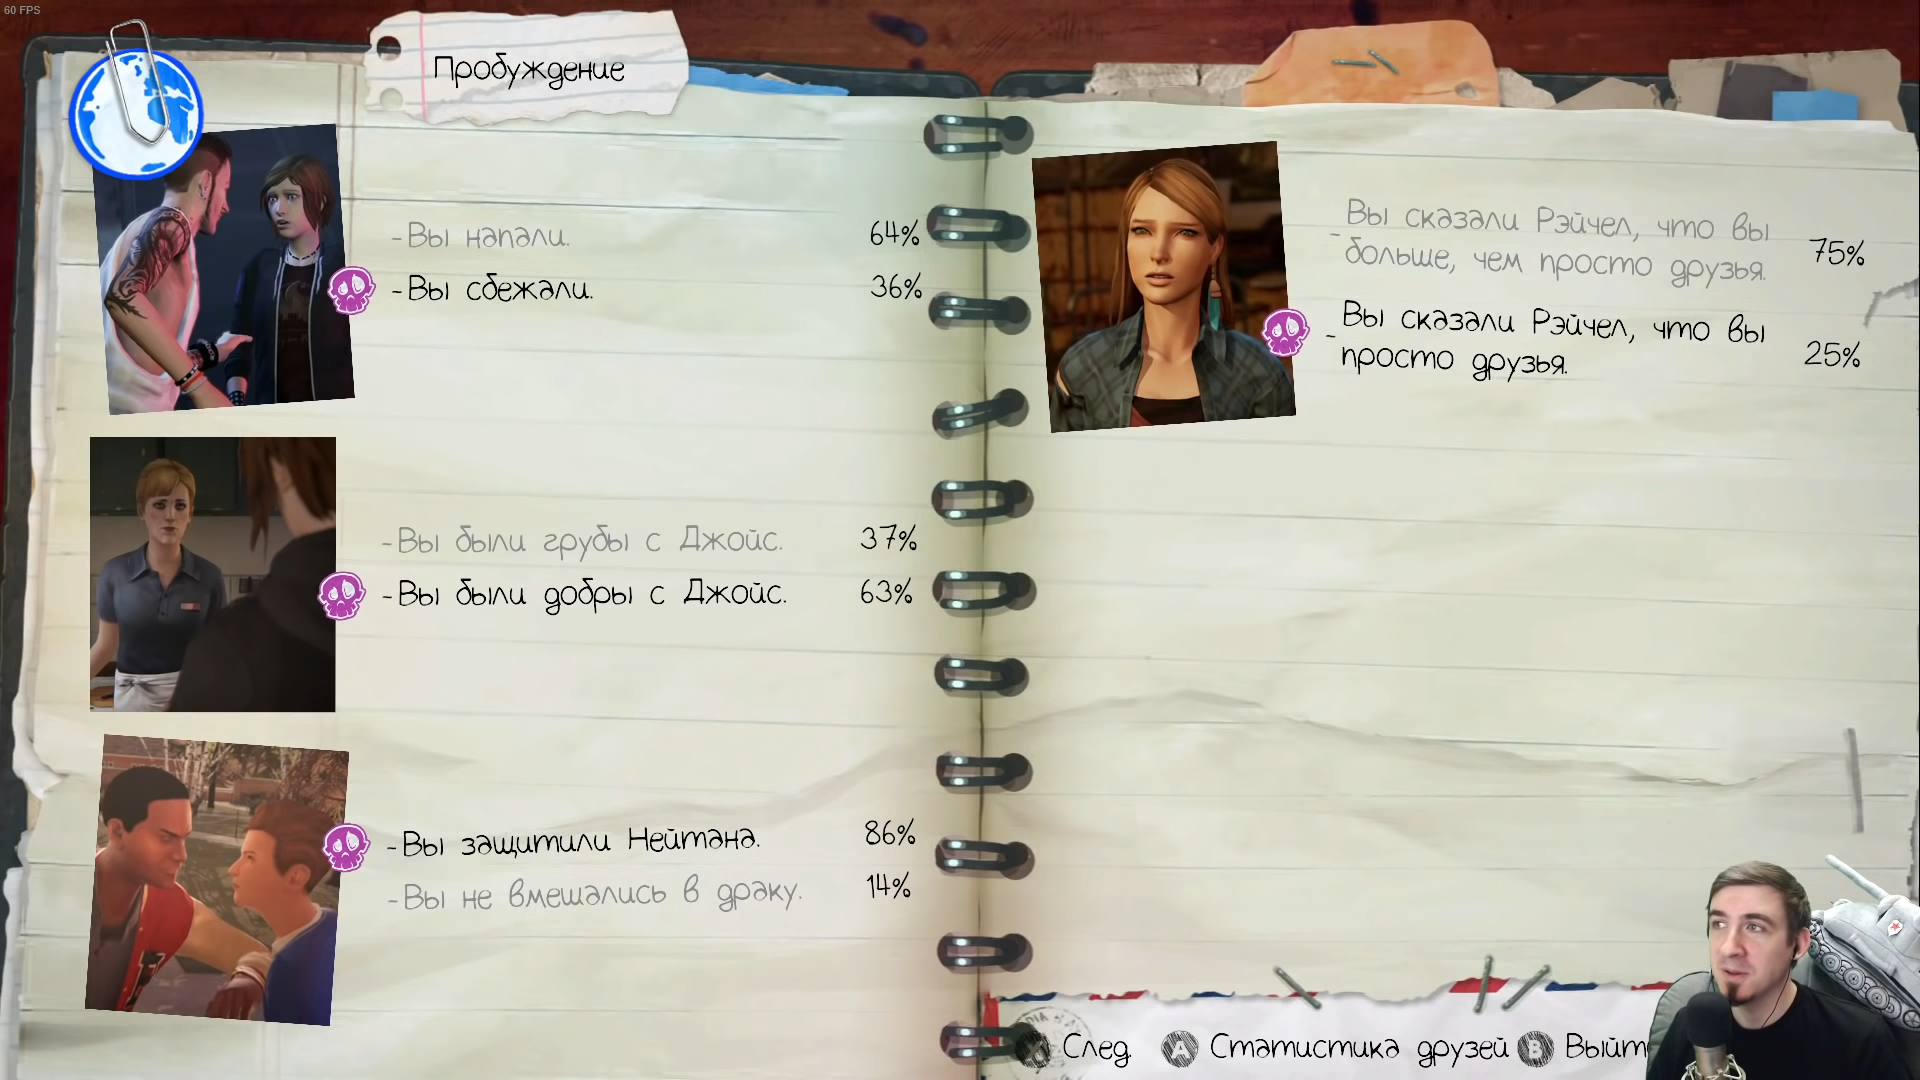 60 FPS
Пробуждение
-Вы напали. 64%
-Вы сбежали. 36%
-Вы были грубы с Джойс. 37%
-Вы были добры с Джойс. 63%
-Вы защитили Нейтана. 86%
-Вы не вмешались в драку. 14%
-Вы сказали Рэйчел, что вы
больше, чем просто друзья. 75%
-Вы сказали Рэйчел, что вы
просто друзья. 25%
X След. A Статистика друзей B Выйт